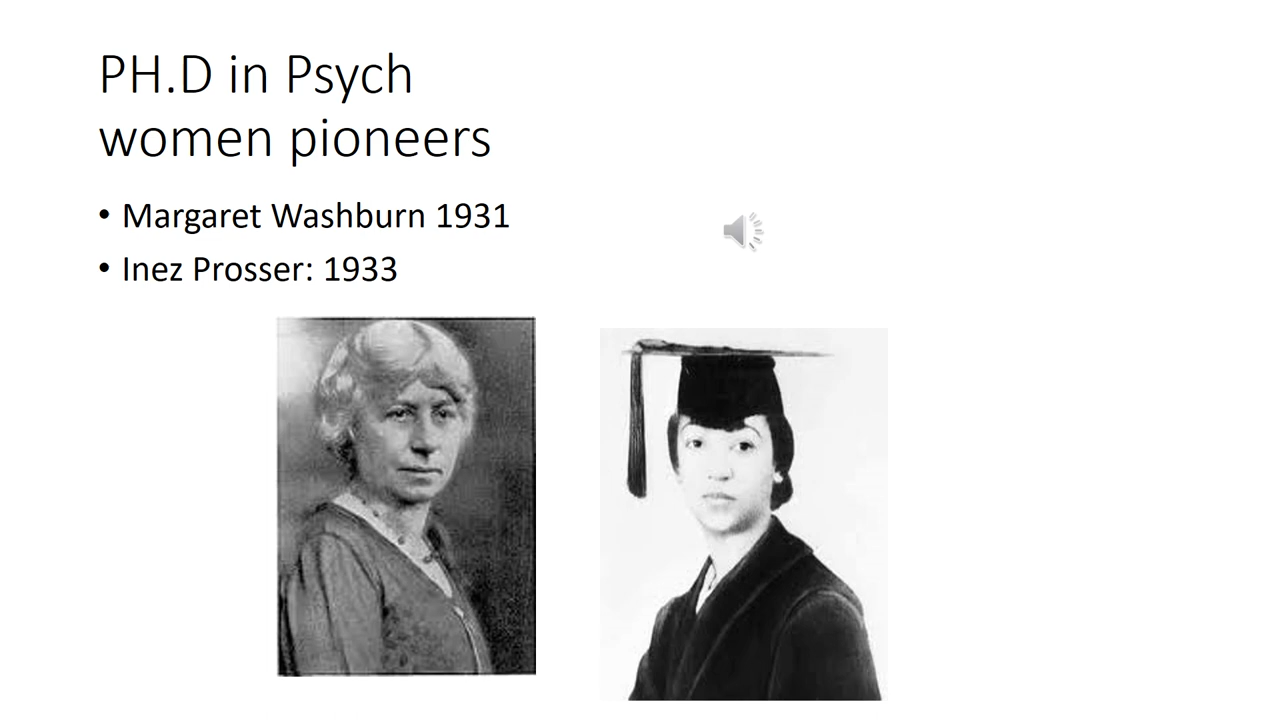 PH.D in Psych
women pioneers
• Margaret Washburn 1931
• Inez Prosser: 1933